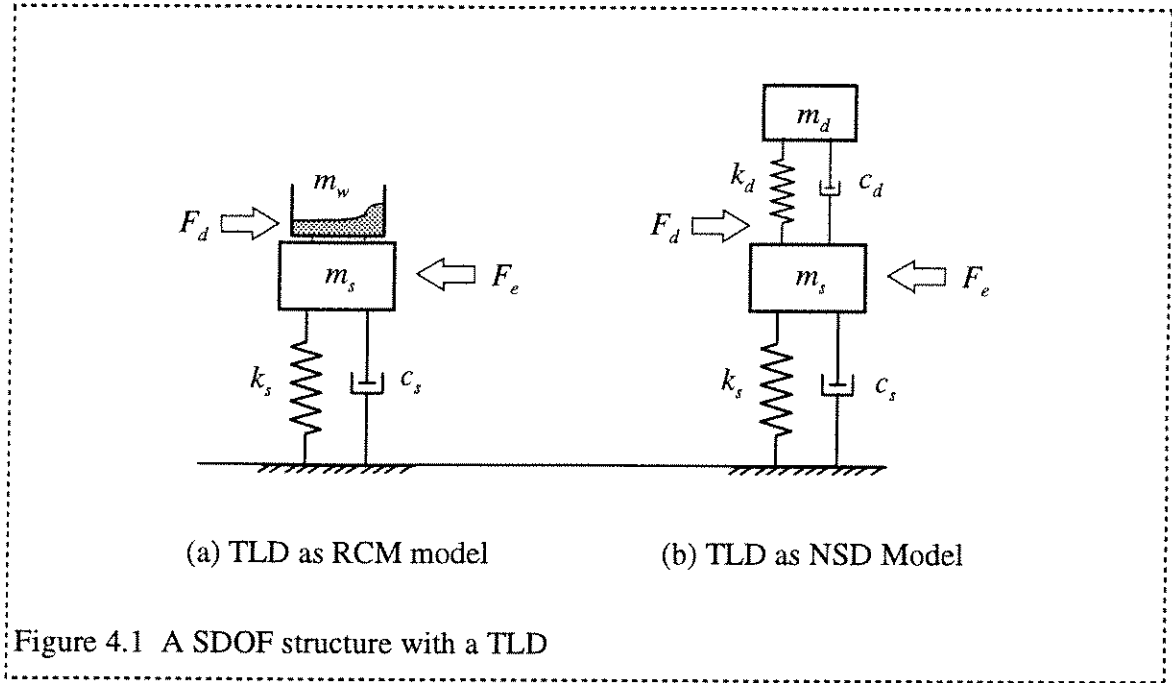 m_w
F_d
m_s
F_e
k_s
c_s
(a) TLD as RCM model
m_d
k_d
c_d
F_d
m_s
F_e
k_s
c_s
(b) TLD as NSD Model
Figure 4.1 A SDOF structure with a TLD